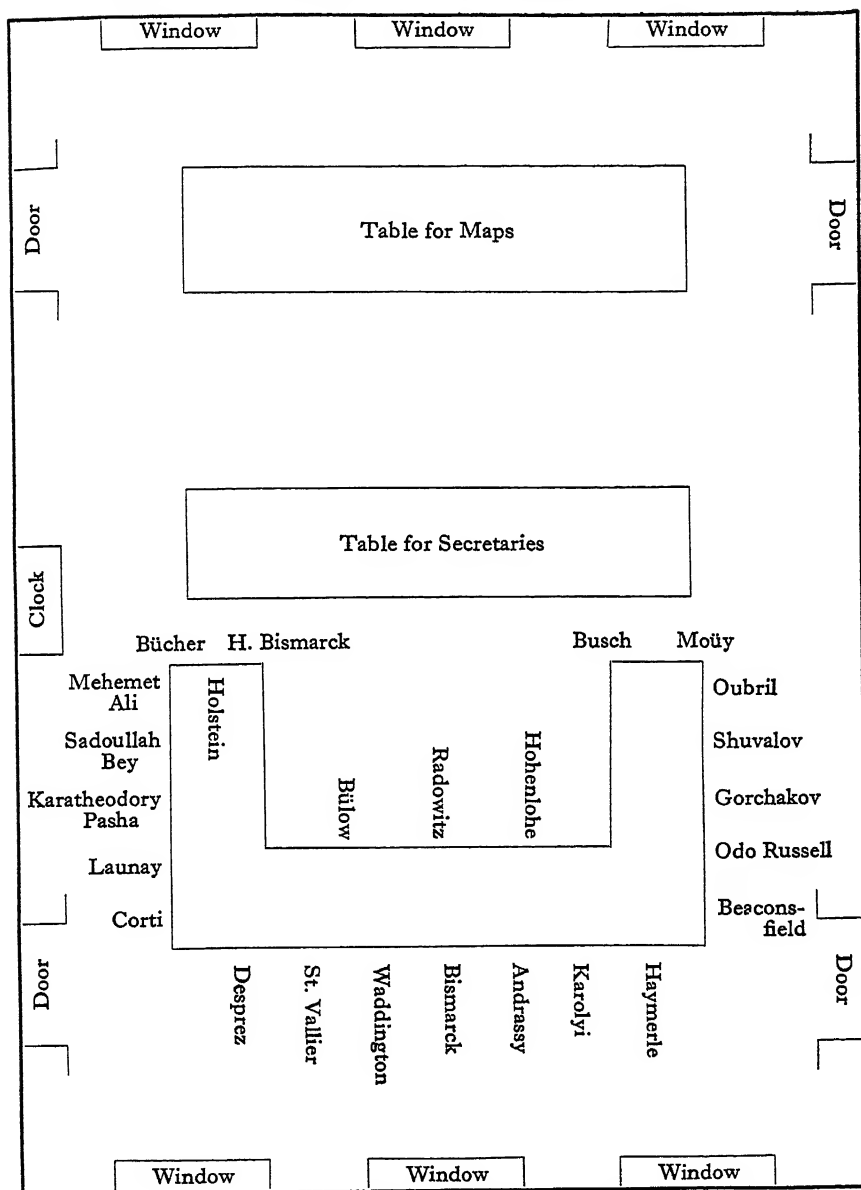 Window
Window
Window
Door
Table for Maps
Door
Table for Secretaries
Clock
Bücher
H. Bismarck
Busch
Moüy
Mehemet
Ali
Holstein
Oubril
Sadoullah
Bey
Shuvalov
Karatheodory
Pasha
Bülow
Radowitz
Hohenlohe
Gorchakov
Launay
Odo Russell
Corti
Beacons-
field
Door
Desprez
St. Vallier
Waddington
Bismarck
Andrassy
Karolyi
Haymerle
Door
Window
Window
Window